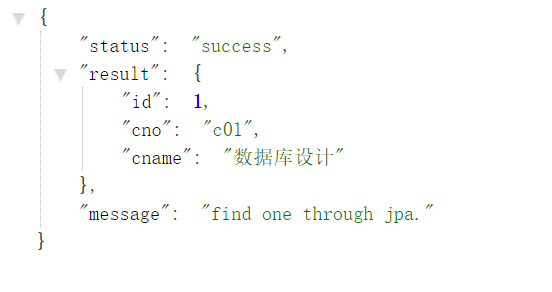 {
"status": "success",
"result": {
"id": 1,
"cno": "c01",
"cname": "数据库设计"
},
"message": "find one through jpa."
}